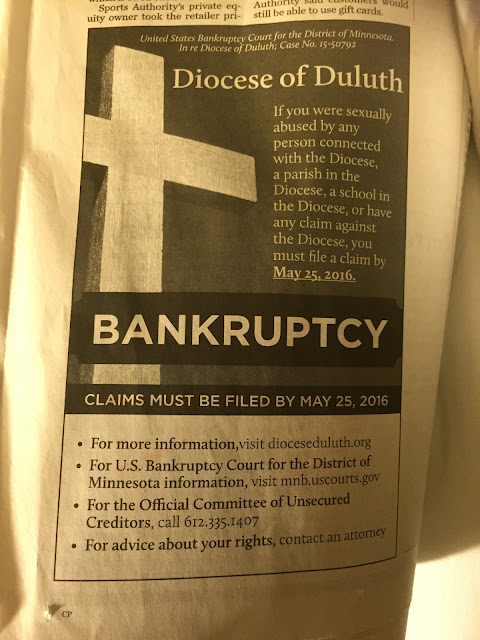 Sports Authority's private eq-
uity owner took the retailer pri-
Authority said customers would
still be able to use gift cards.
United States Bankruptcy Court for the District of Minnesota.
In re Diocese of Duluth; Case No. 15-50792
Diocese of Duluth
If you were sexually
abused by any
person connected
with the Diocese,
a parish in the
Diocese, a school in
the Diocese, or have
any claim against
the Diocese, you
must file a claim by
May 25, 2016.
BANKRUPTCY
CLAIMS MUST BE FILED BY MAY 25, 2016
• For more information,visit dioceseduluth.org
• For U.S. Bankruptcy Court for the District of
Minnesota information, visit mnb.uscourts.gov
• For the Official Committee of Unsecured
Creditors, call 612.335.1407
• For advice about your rights, contact an attorney
CP